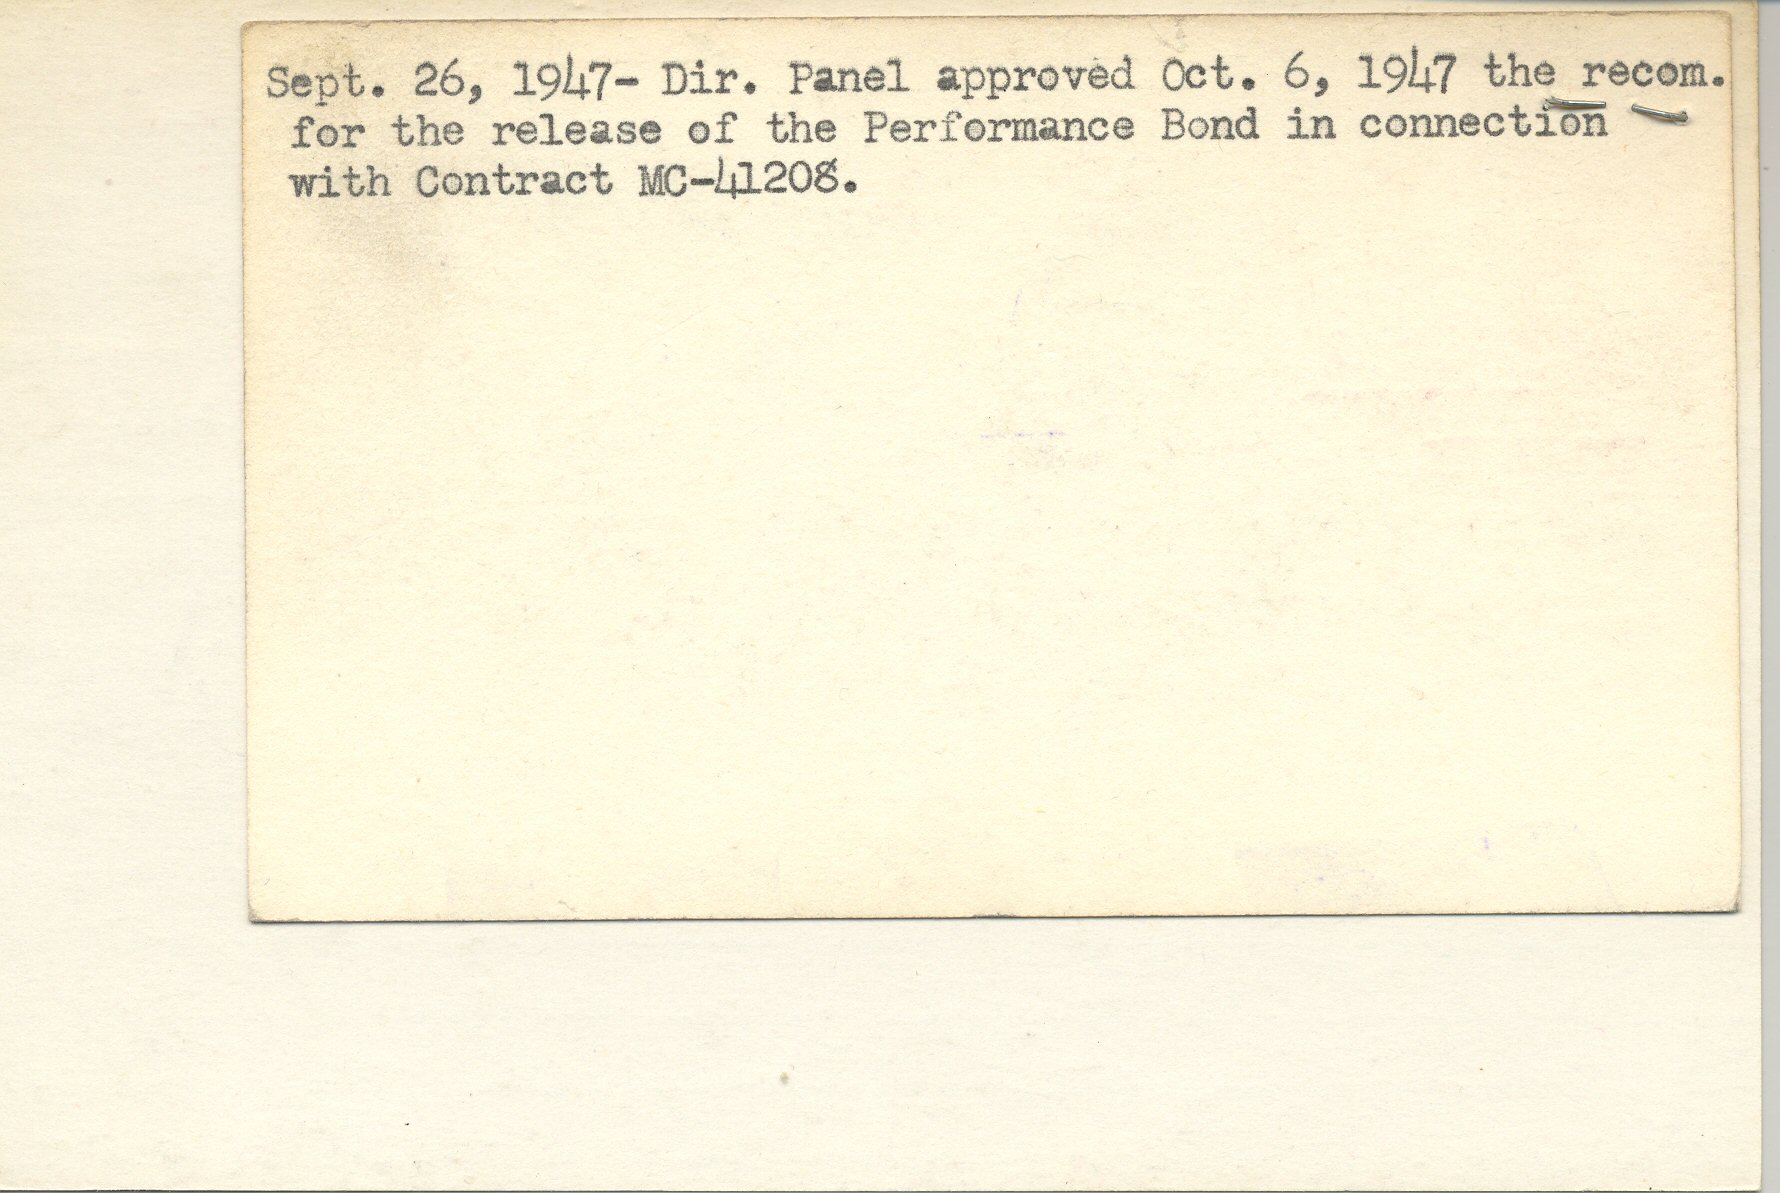 Sept. 26, 1947- Dir. Panel approved Oct. 6, 1947 the recom.
for the release of the Performance Bond in connection
with Contract MC-41208.